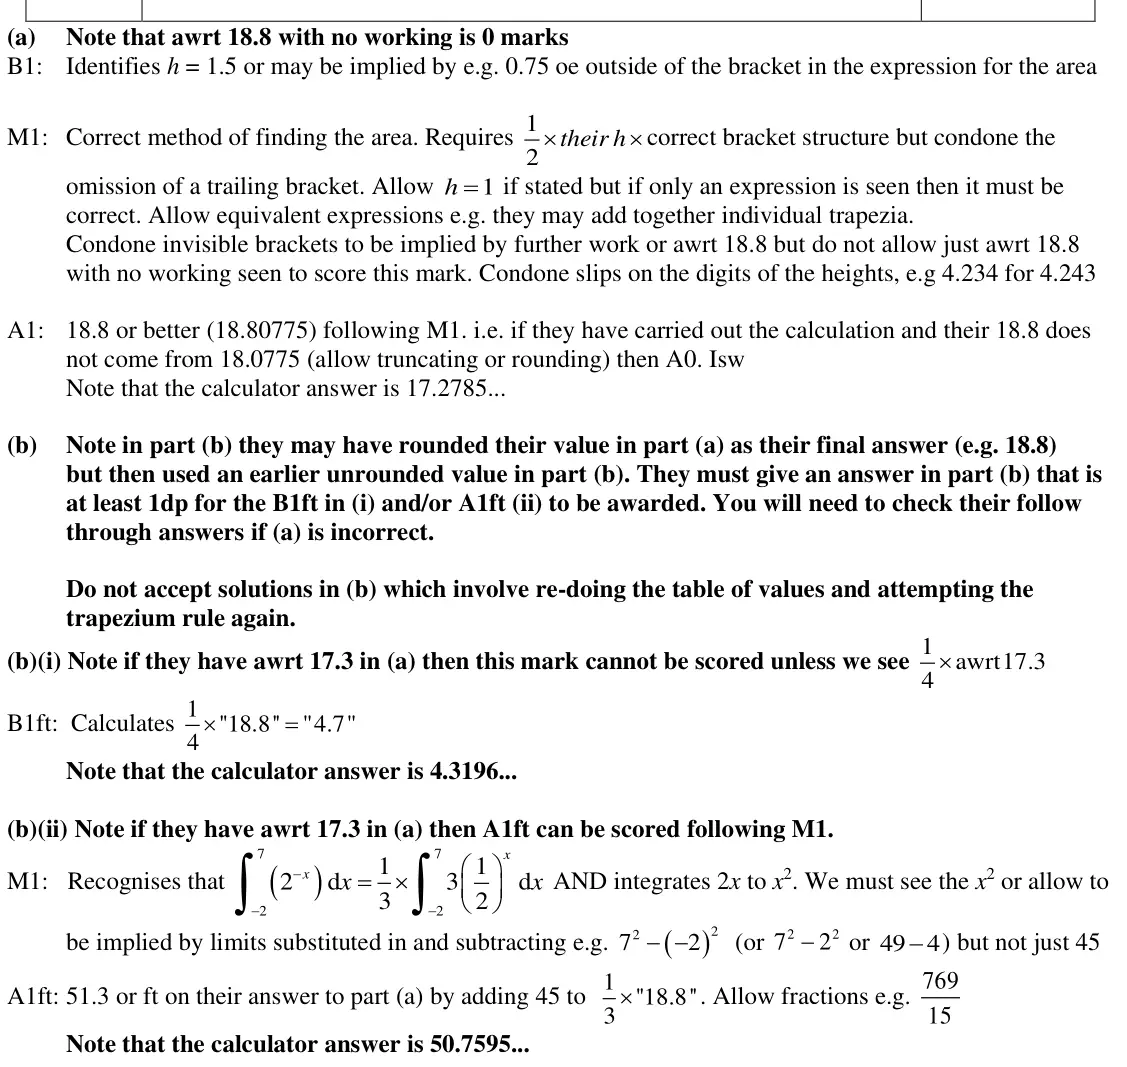 (a) Note that awrt 18.8 with no working is 0 marks
B1: Identifies h = 1.5 or may be implied by e.g. 0.75 oe outside of the bracket in the expression for the area
M1: Correct method of finding the area. Requires 1/2 × their h × correct bracket structure but condone the
omission of a trailing bracket. Allow h = 1 if stated but if only an expression is seen then it must be
correct. Allow equivalent expressions e.g. they may add together individual trapezia.
Condone invisible brackets to be implied by further work or awrt 18.8 but do not allow just awrt 18.8
with no working seen to score this mark. Condone slips on the digits of the heights, e.g 4.234 for 4.243
A1: 18.8 or better (18.80775) following M1. i.e. if they have carried out the calculation and their 18.8 does
not come from 18.0775 (allow truncating or rounding) then A0. Isw
Note that the calculator answer is 17.2785...
(b) Note in part (b) they may have rounded their value in part (a) as their final answer (e.g. 18.8)
but then used an earlier unrounded value in part (b). They must give an answer in part (b) that is
at least 1dp for the B1ft in (i) and/or A1ft (ii) to be awarded. You will need to check their follow
through answers if (a) is incorrect.
Do not accept solutions in (b) which involve re-doing the table of values and attempting the
trapezium rule again.
(b)(i) Note if they have awrt 17.3 in (a) then this mark cannot be scored unless we see 1/4 × awrt17.3
B1ft: Calculates 1/4 × "18.8" = "4.7"
Note that the calculator answer is 4.3196...
(b)(ii) Note if they have awrt 17.3 in (a) then A1ft can be scored following M1.
M1: Recognises that ∫₋₂⁷ (2⁻ˣ) dx = 1/3 × ∫₋₂⁷ 3(1/2)ˣ dx AND integrates 2x to x². We must see the x² or allow to
be implied by limits substituted in and subtracting e.g. 7² − (−2)² (or 7² − 2² or 49 − 4) but not just 45
A1ft: 51.3 or ft on their answer to part (a) by adding 45 to 1/3 × "18.8". Allow fractions e.g. 769/15
Note that the calculator answer is 50.7595...